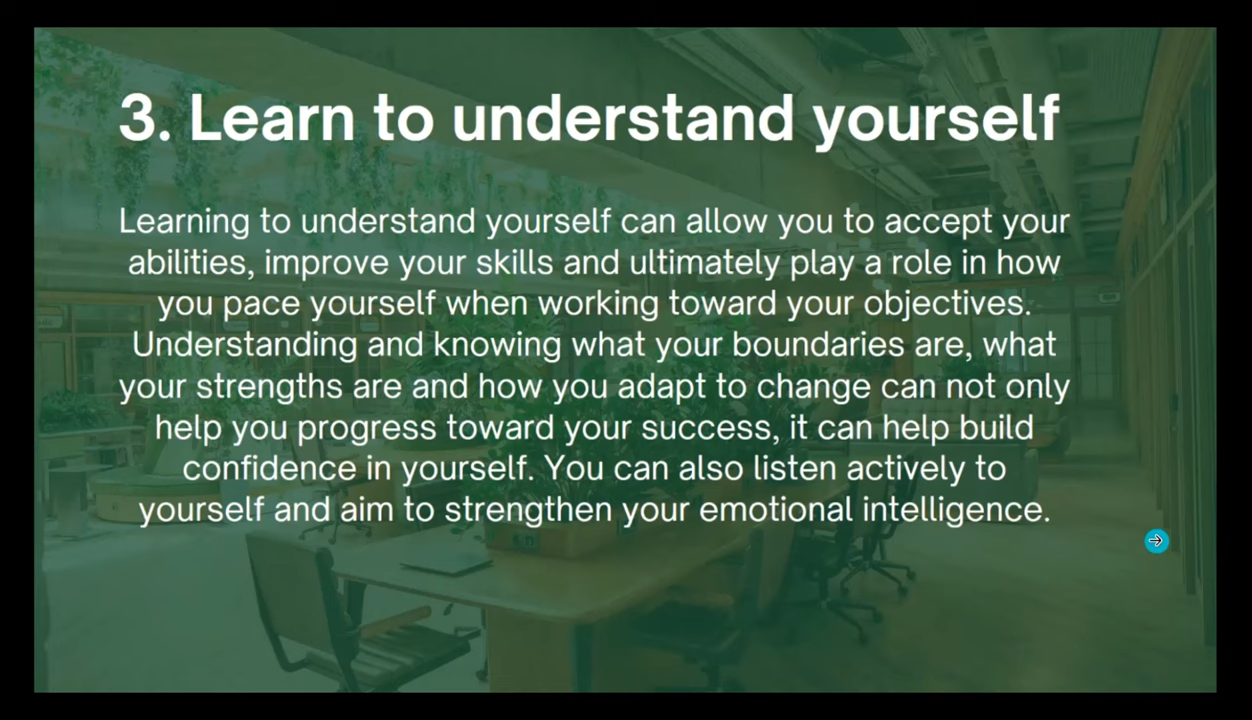 3. Learn to understand yourself
Learning to understand yourself can allow you to accept your
abilities, improve your skills and ultimately play a role in how
you pace yourself when working toward your objectives.
Understanding and knowing what your boundaries are, what
your strengths are and how you adapt to change can not only
help you progress toward your success, it can help build
confidence in yourself. You can also listen actively to
yourself and aim to strengthen your emotional intelligence.